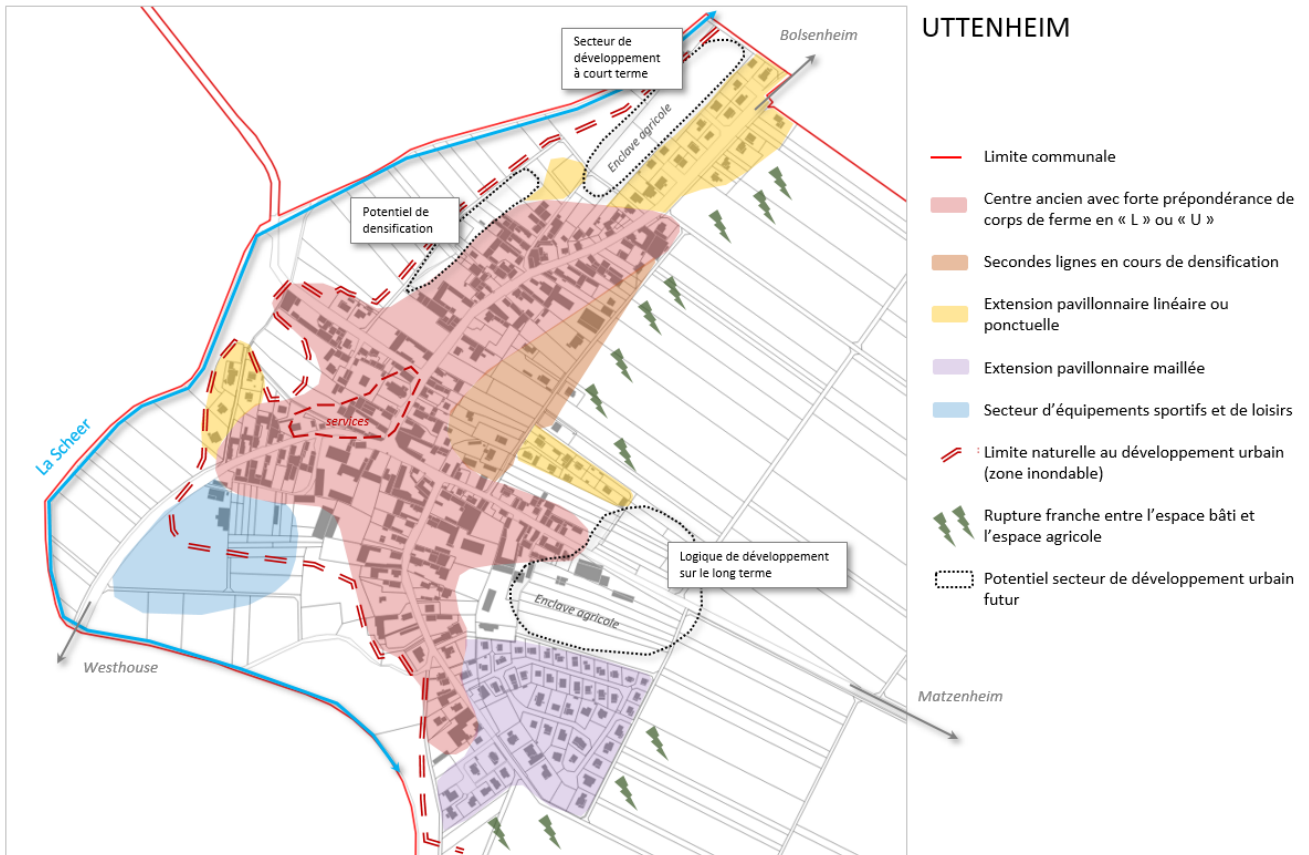 UTTENHEIM
Bolsenheim
Secteur de
développement
à court terme
Enclave agricole
Potentiel de
densification
services
La Scheer
Logique de développement
sur le long terme
Enclave agricole
Westhouse
Matzenheim
Limite communale
Centre ancien avec forte prépondérance de
corps de ferme en « L » ou « U »
Secondes lignes en cours de densification
Extension pavillonnaire linéaire ou
ponctuelle
Extension pavillonnaire maillée
Secteur d’équipements sportifs et de loisirs
Limite naturelle au développement urbain
(zone inondable)
Rupture franche entre l’espace bâti et
l’espace agricole
Potentiel secteur de développement urbain
futur